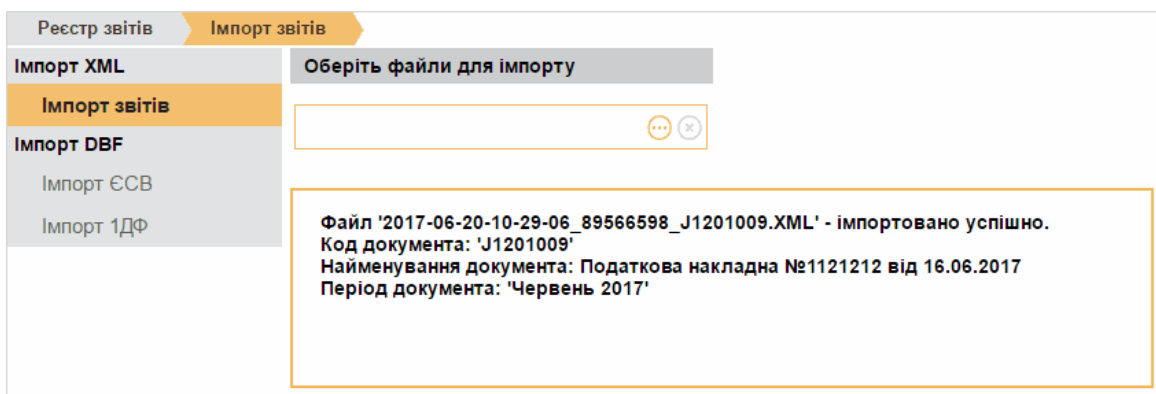 Реєстр звітів Імпорт звітів
Імпорт XML
Оберіть файли для імпорту
Імпорт звітів
Імпорт DBF
Імпорт ЄСВ
Імпорт 1ДФ
Файл '2017-06-20-10-29-06_89566598_J1201009.XML' - імпортовано успішно.
Код документа: 'J1201009'
Найменування документа: Податкова накладна №1121212 від 16.06.2017
Період документа: 'Червень 2017'